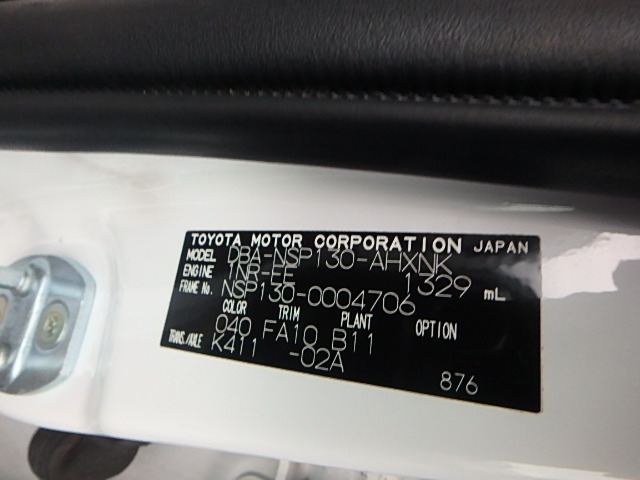 TOYOTA MOTOR CORPORATION JAPAN
MODEL DBA-NSP130-AHXNK
ENGINE 1NR-FE 1329 mL
FRAME No. NSP130-0004706
COLOR TRIM PLANT OPTION
040 FA10 B11
TRANS./AXLE K411 -02A
876